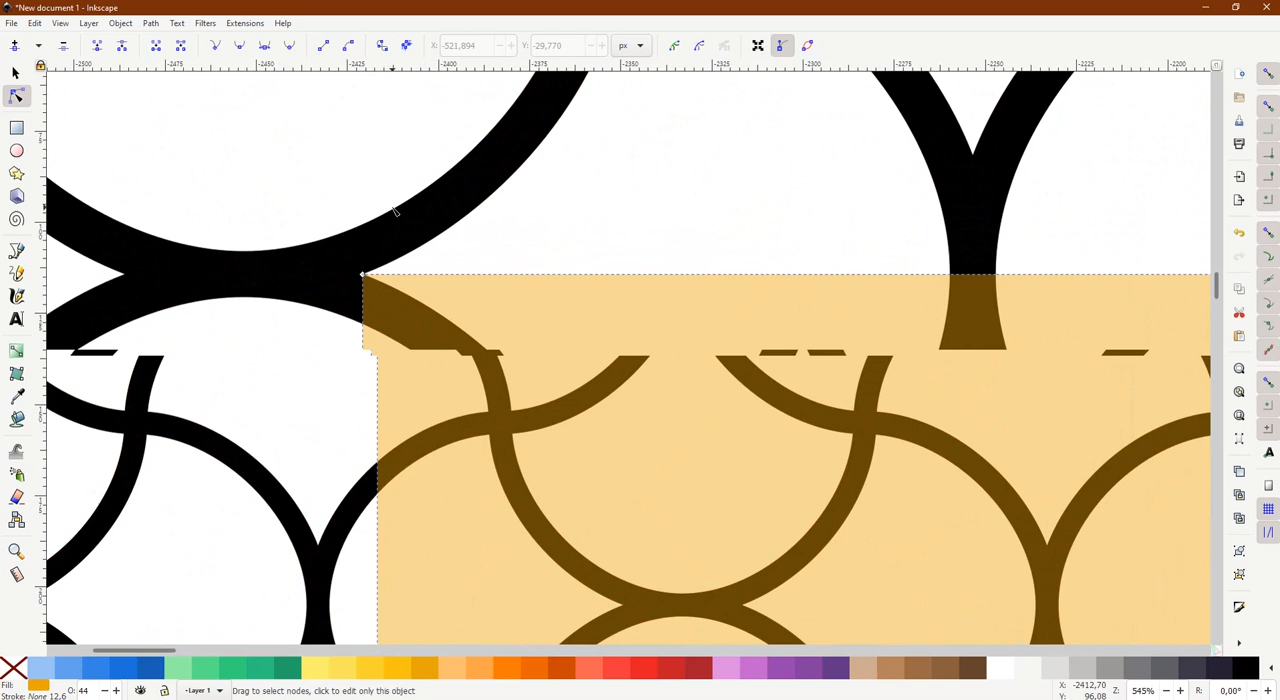 *New document 1 - Inkscape
File Edit View Layer Object Path Text Filters Extensions Help
X: -521,894 - + Y: -29,770 - + px
-2500 -2475 -2450 -2425 -2400 -2375 -2350 -2325 -2300 -2275 -2250 -2225 -2200
Fill: O: 44 - + -Layer 1 Drag to select nodes, click to edit only this object X: -2412,70 Z: 545% - + R: 0,00° - +
Stroke: None 12,6 Y: 96,08